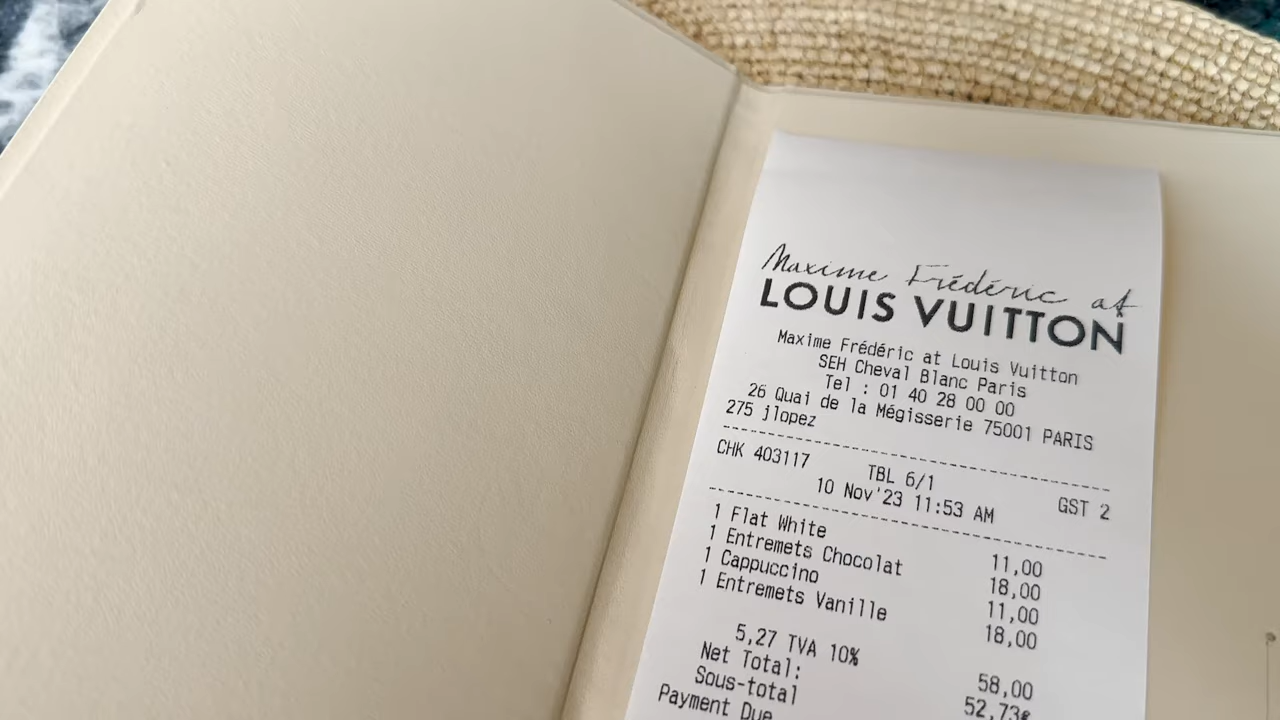 Maxime Frédéric at
LOUIS VUITTON
Maxime Frédéric at Louis Vuitton
SEH Cheval Blanc Paris
Tel : 01 40 28 00 00
26 Quai de la Mégisserie 75001 PARIS
275 jlopez
CHK 403117 TBL 6/1 GST 2
10 Nov'23 11:53 AM
1 Flat White 11,00
1 Entremets Chocolat 18,00
1 Cappuccino 11,00
1 Entremets Vanille 18,00
5,27 TVA 10%
Net Total: 58,00
Sous-total 52,73€
Payment Due